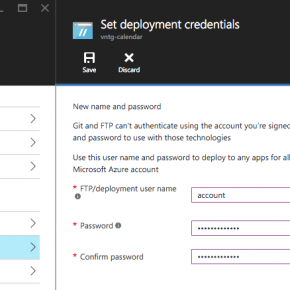 Set deployment credentials
vntg-calendar
Save
Discard
New name and password
Git and FTP can't authenticate using the account you're signed
and password to use with those technologies
Use this user name and password to deploy to any apps for all
Microsoft Azure account
* FTP/deployment user name
account
* Password
•••••••••••••
* Confirm password
•••••••••••••